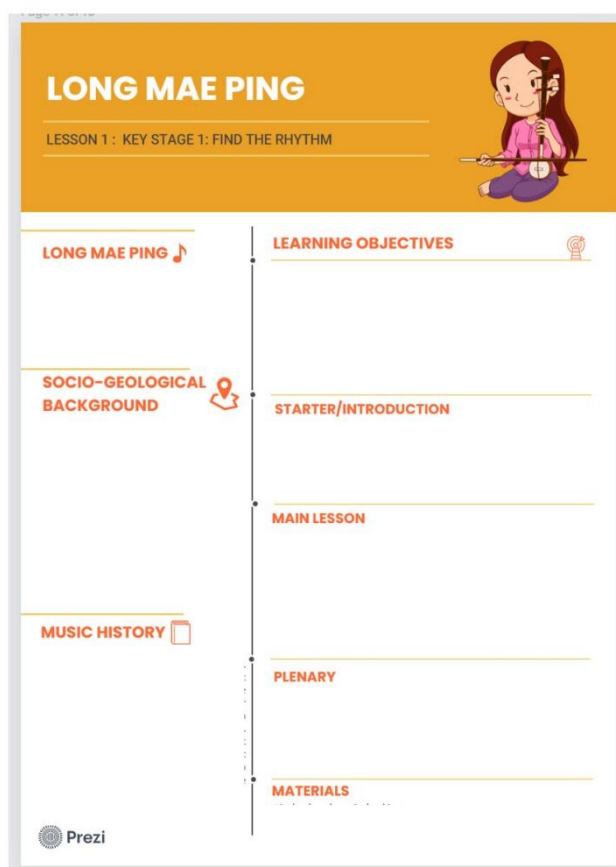 LONG MAE PING
LESSON 1 : KEY STAGE 1: FIND THE RHYTHM
LONG MAE PING
SOCIO-GEOLOGICAL
BACKGROUND
MUSIC HISTORY
LEARNING OBJECTIVES
STARTER/INTRODUCTION
MAIN LESSON
PLENARY
MATERIALS
Prezi